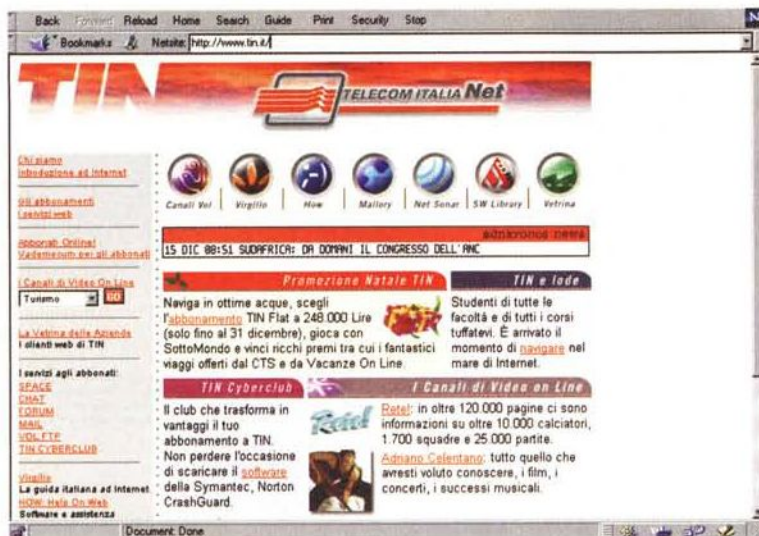 Back Forward Reload Home Search Guide Print Security Stop
N
Bookmarks Netsite: http://www.tin.it/
TIN
TELECOM ITALIA Net
Chi siamo
Introduzione ad Internet
Gli abbonamenti
I servizi web
Abbonati Online!
Vademecum per gli abbonati
I Canali di Video On Line
Turismo GO
La Vetrina delle Aziende
I clienti web di TIN
I servizi agli abbonati:
SPACE
CHAT
FORUM
MAIL
VOL FTP
TIN CYBERCLUB
Virgilio
La guida italiana ad Internet
HOW: Help On Web
Software e assistenza
Canali Vol Virgilio How Mallory Net Sonar SW Library Vetrina
adnkronos news
15 DIC 08:51 SUDAFRICA: DA DOMANI IL CONGRESSO DELL'ANC
Promozione Natale TIN
Naviga in ottime acque, scegli
l'abbonamento TIN Flat a 248.000 Lire
(solo fino al 31 dicembre), gioca con
SottoMondo e vinci ricchi premi tra cui i fantastici
viaggi offerti dal CTS e da Vacanze On Line.
TIN e lode
Studenti di tutte le
facoltà e di tutti i corsi
tuffatevi. È arrivato il
momento di navigare nel
mare di Internet.
TIN Cyberclub
Il club che trasforma in
vantaggi il tuo
abbonamento a TIN.
Non perdere l'occasione
di scaricare il software
della Symantec, Norton
CrashGuard.
I Canali di Video on Line
Rete!
Rete!: in oltre 120.000 pagine ci sono
informazioni su oltre 10.000 calciatori,
1.700 squadre e 25.000 partite.
Adriano Celentano: tutto quello che
avresti voluto conoscere, i film, i
concerti, i successi musicali.
Document: Done